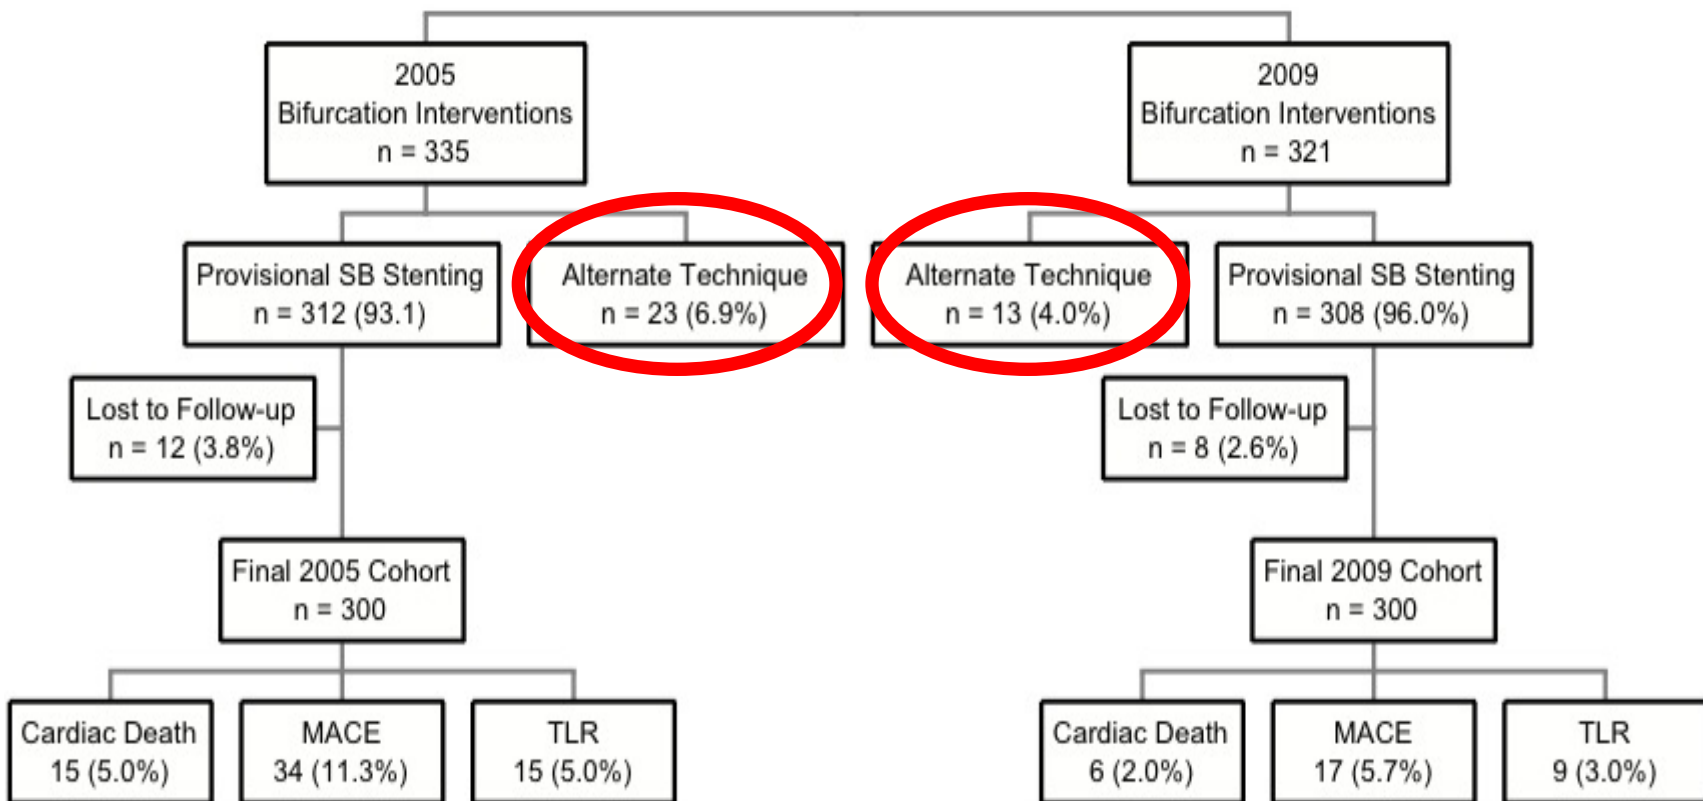 2005
Bifurcation Interventions
n = 335
2009
Bifurcation Interventions
n = 321
Provisional SB Stenting
n = 312 (93.1)
Alternate Technique
n = 23 (6.9%)
Alternate Technique
n = 13 (4.0%)
Provisional SB Stenting
n = 308 (96.0%)
Lost to Follow-up
n = 12 (3.8%)
Lost to Follow-up
n = 8 (2.6%)
Final 2005 Cohort
n = 300
Final 2009 Cohort
n = 300
Cardiac Death
15 (5.0%)
MACE
34 (11.3%)
TLR
15 (5.0%)
Cardiac Death
6 (2.0%)
MACE
17 (5.7%)
TLR
9 (3.0%)